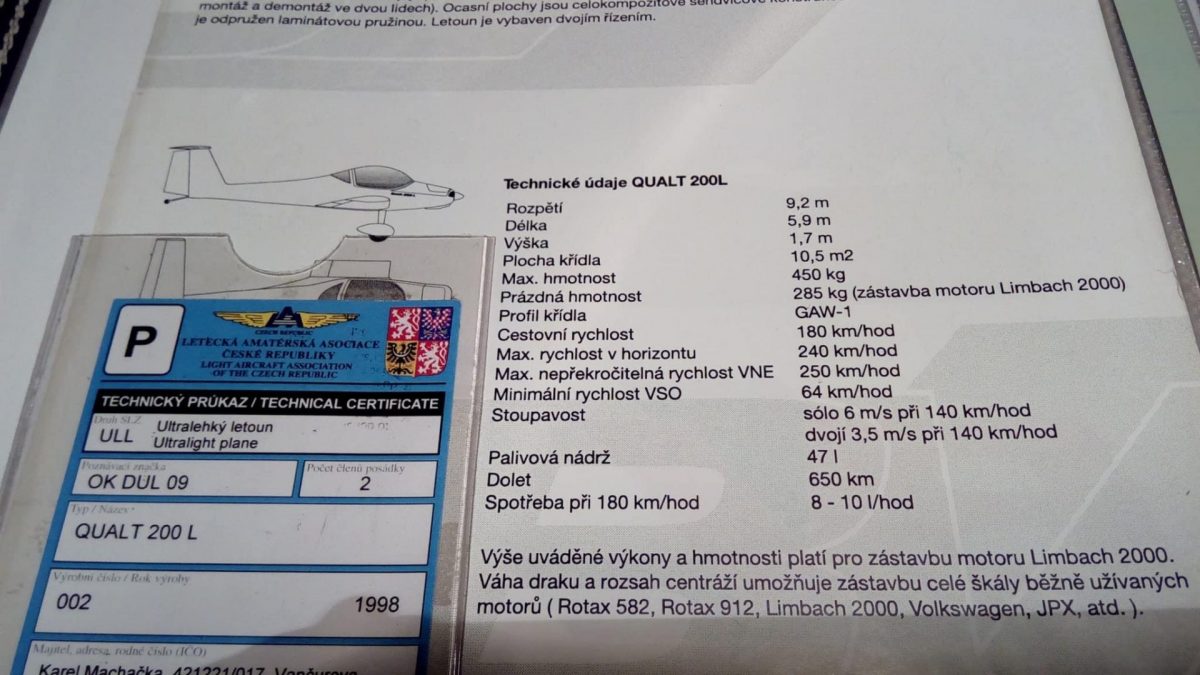 montáž a demontáž ve dvou lidech). Ocasní plochy jsou celokompozitové sendvičové
je odpružen laminátovou pružinou. Letoun je vybaven dvojím řízením.
Technické údaje QUALT 200L
Rozpětí 9,2 m
Délka 5,9 m
Výška 1,7 m
Plocha křídla 10,5 m2
Max. hmotnost 450 kg
Prázdná hmotnost 285 kg (zástavba motoru Limbach 2000)
Profil křídla GAW-1
Cestovní rychlost 180 km/hod
Max. rychlost v horizontu 240 km/hod
Max. nepřekročitelná rychlost VNE 250 km/hod
Minimální rychlost VSO 64 km/hod
Stoupavost sólo 6 m/s při 140 km/hod
dvojí 3,5 m/s při 140 km/hod
Palivová nádrž 47 l
Dolet 650 km
Spotřeba při 180 km/hod 8 - 10 l/hod
Výše uváděné výkony a hmotnosti platí pro zástavbu motoru Limbach 2000.
Váha draku a rozsah centráží umožňuje zástavbu celé škály běžně užívaných
motorů ( Rotax 582, Rotax 912, Limbach 2000, Volkswagen, JPX, atd. ).
P
CZECH REPUBLIC
LETECKÁ AMATÉRSKÁ ASOCIACE
ČESKÉ REPUBLIKY
LIGHT AIRCRAFT ASSOCIATION
OF THE CZECH REPUBLIC
TECHNICKÝ PRŮKAZ / TECHNICAL CERTIFICATE
Druh SLZ
ULL Ultralehký letoun
Ultralight plane
Poznávací značka Počet členů posádky
OK DUL 09 2
Typ / Název
QUALT 200 L
Výrobní číslo / Rok výroby
002 1998
Majitel, adresa, rodné číslo (IČO)
Karel Machačka, 421221/017, Vančurova